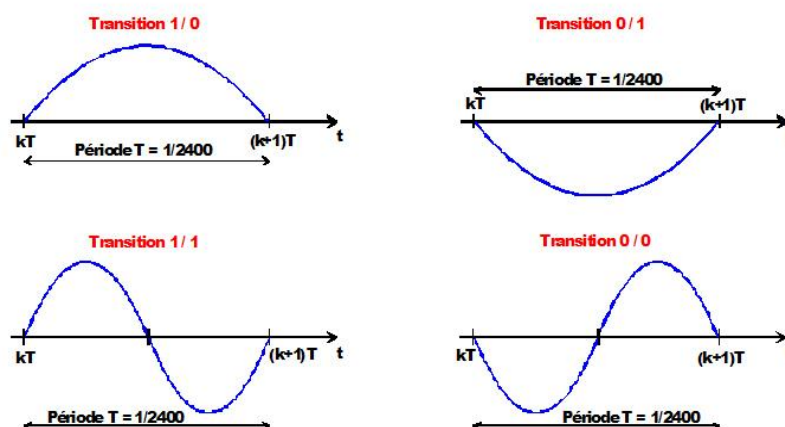 Transition 1 / 0
kT
(k+1)T
t
Période T = 1/2400
Transition 0 / 1
Période T = 1/2400
kT
(k+1)T
Transition 1 / 1
kT
(k+1)T
t
Période T = 1/2400
Transition 0 / 0
kT
(k+1)T
Période T = 1/2400